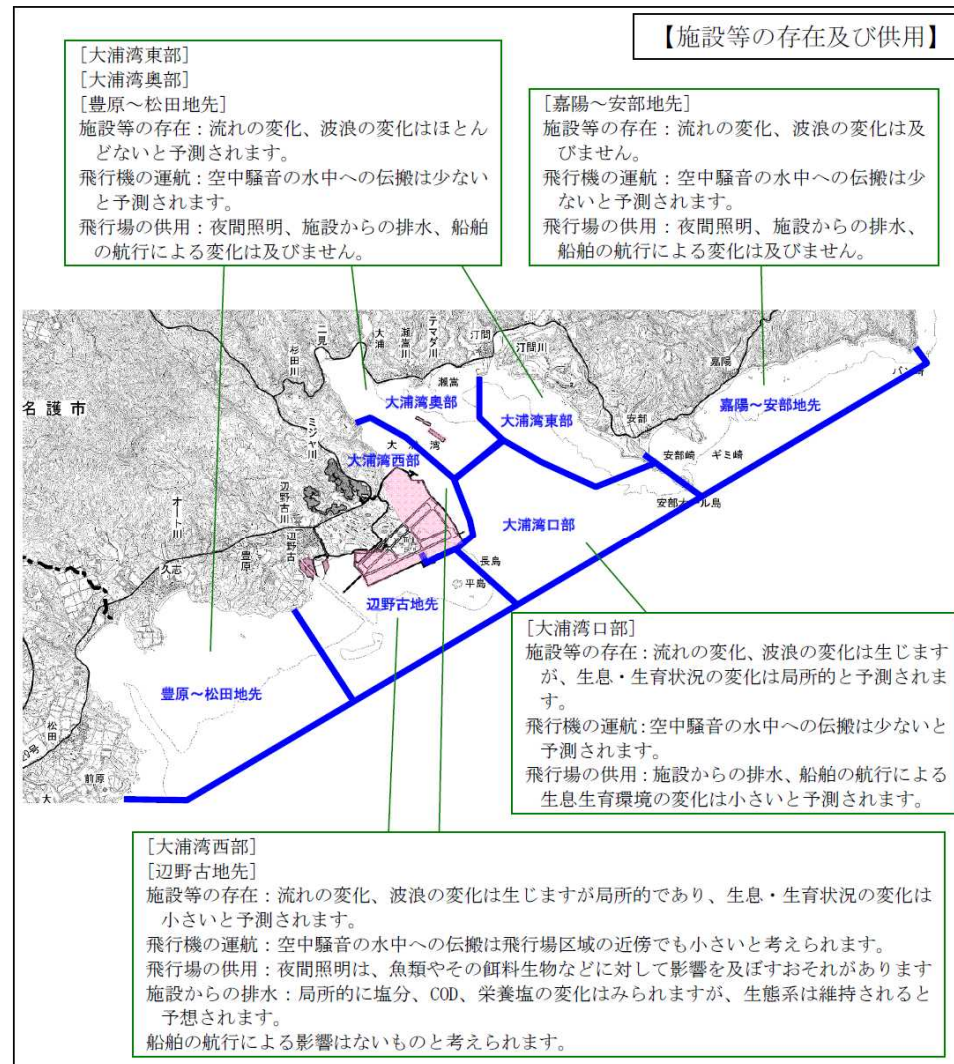 【施設等の存在及び供用】
[大浦湾東部]
[大浦湾奥部]
[豊原～松田地先]
施設等の存在：流れの変化、波浪の変化はほとん
どないと予測されます。
飛行機の運航：空中騒音の水中への伝搬は少ない
と予測されます。
飛行場の供用：夜間照明、施設からの排水、船舶
の航行による変化は及びません。
[嘉陽～安部地先]
施設等の存在：流れの変化、波浪の変化は及
びません。
飛行機の運航：空中騒音の水中への伝搬は少
ないと予測されます。
飛行場の供用：夜間照明、施設からの排水、
船舶の航行による変化は及びません。
二見
大浦
瀬嵩川
テマダ川
汀間
汀間川
杉田川
瀬嵩
嘉陽
バン崎
名護市
大浦湾奥部
大浦湾東部
嘉陽～安部地先
ミジャ川
安部
大浦湾西部
安部崎
ギミ崎
辺野古川
オート川
大浦湾口部
辺野古
豊原
久志
長島
平島
辺野古地先
豊原～松田地先
松田
前原
[大浦湾口部]
施設等の存在：流れの変化、波浪の変化は生じます
が、生息・生育状況の変化は局所的と予測されま
す。
飛行機の運航：空中騒音の水中への伝搬は少ないと
予測されます。
飛行場の供用：施設からの排水、船舶の航行による
生息生育環境の変化は小さいと予測されます。
[大浦湾西部]
[辺野古地先]
施設等の存在：流れの変化、波浪の変化は生じますが局所的であり、生息・生育状況の変化は
小さいと予測されます。
飛行機の運航：空中騒音の水中への伝搬は飛行場区域の近傍でも小さいと考えられます。
飛行場の供用：夜間照明は、魚類やその餌料生物などに対して影響を及ぼすおそれがあります
施設からの排水：局所的に塩分、COD、栄養塩の変化はみられますが、生態系は維持されると
予想されます。
船舶の航行による影響はないものと考えられます。